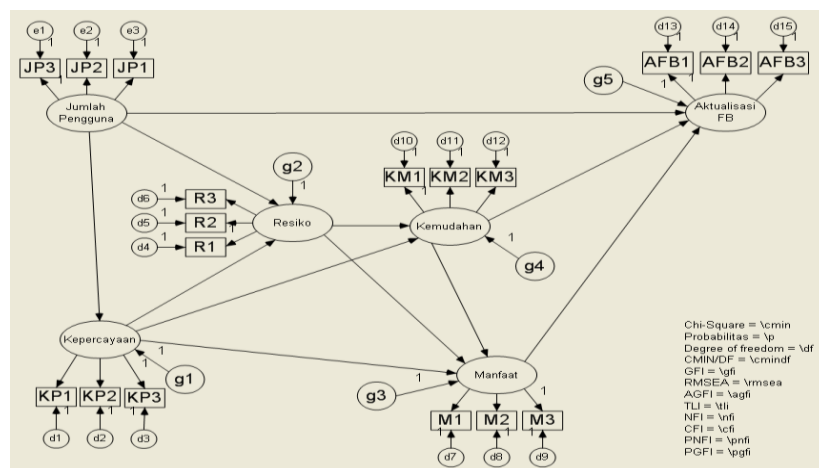 e1 e2 e3
1 1 1
JP3 JP2 JP1
1
Jumlah
Pengguna
d13 d14 d15
1 1 1
AFB1 AFB2 AFB3
1
g5
1
Aktualisasi
FB
d10 d11 d12
1 1 1
KM1 KM2 KM3
1
g2
1
d6 1 R3
d5 1 R2
1
d4 1 R1
Resiko
Kemudahan
1
g4
Kepercayaan
1
1
g1
KP1 KP2 KP3
1 1 1
d1 d2 d3
Manfaat
1
g3
1
M1 M2 M3
1 1 1
d7 d8 d9
Chi-Square = \cmin
Probabilitas = \p
Degree of freedom = \df
CMIN/DF = \cmindf
GFI = \gfi
RMSEA = \rmsea
AGFI = \agfi
TLI = \tli
NFI = \nfi
CFI = \cfi
PNFI = \pnfi
PGFI = \pgfi